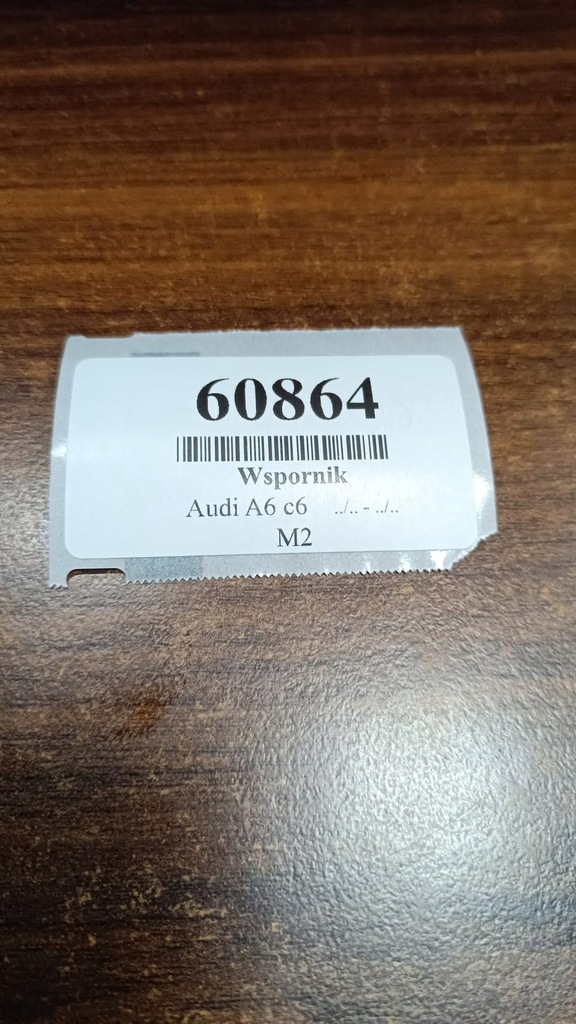 60864
Wspornik
Audi A6 c6 ../.. - ../..
M2